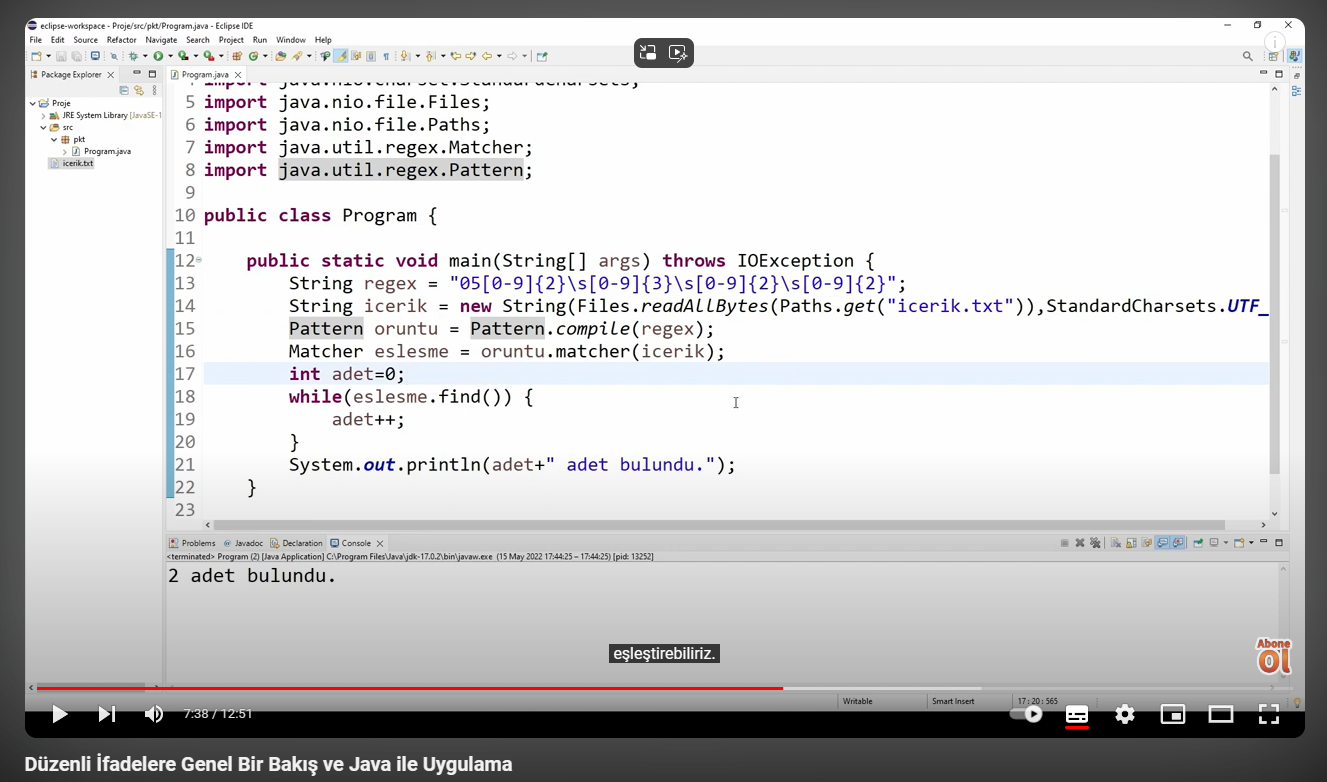 eclipse-workspace - Proje/src/pkt/Program.java - Eclipse IDE
File Edit Source Refactor Navigate Search Project Run Window Help
Package Explorer
Program.java
Proje
JRE System Library [JavaSE-1
src
pkt
Program.java
icerik.txt
4 import java.nio.charset.StandardCharsets;
5 import java.nio.file.Files;
6 import java.nio.file.Paths;
7 import java.util.regex.Matcher;
8 import java.util.regex.Pattern;
9
10 public class Program {
11
12 public static void main(String[] args) throws IOException {
13 String regex = "05[0-9]{2}\s[0-9]{3}\s[0-9]{2}\s[0-9]{2}";
14 String icerik = new String(Files.readAllBytes(Paths.get("icerik.txt")),StandardCharsets.UTF_
15 Pattern oruntu = Pattern.compile(regex);
16 Matcher eslesme = oruntu.matcher(icerik);
17 int adet=0;
18 while(eslesme.find()) {
19 adet++;
20 }
21 System.out.println(adet+" adet bulundu.");
22 }
23
Problems Javadoc Declaration Console
<terminated> Program (2) [Java Application] C:\Program Files\Java\jdk-17.0.2\bin\javaw.exe (15 May 2022 17:44:25 – 17:44:25) [pid: 13252]
2 adet bulundu.
eşleştirebiliriz.
Abone
Ol
Writable Smart Insert 17 : 20 : 565
7:38 / 12:51
Düzenli İfadelere Genel Bir Bakış ve Java ile Uygulama